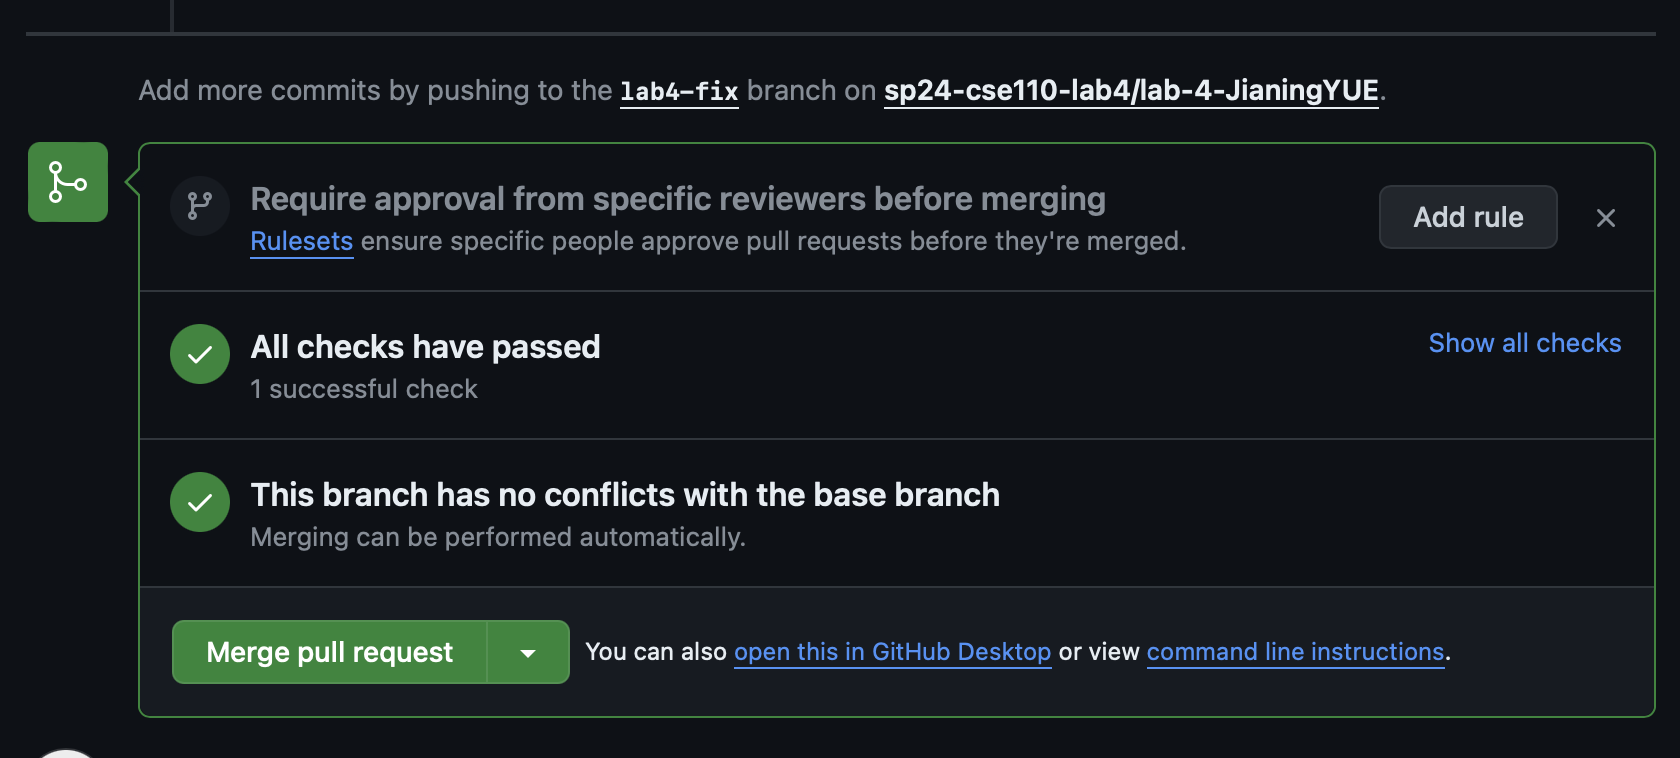 Add more commits by pushing to the lab4-fix branch on sp24-cse110-lab4/lab-4-JianingYUE.
Require approval from specific reviewers before merging
Rulesets ensure specific people approve pull requests before they're merged.
Add rule
All checks have passed
1 successful check
Show all checks
This branch has no conflicts with the base branch
Merging can be performed automatically.
Merge pull request
You can also open this in GitHub Desktop or view command line instructions.